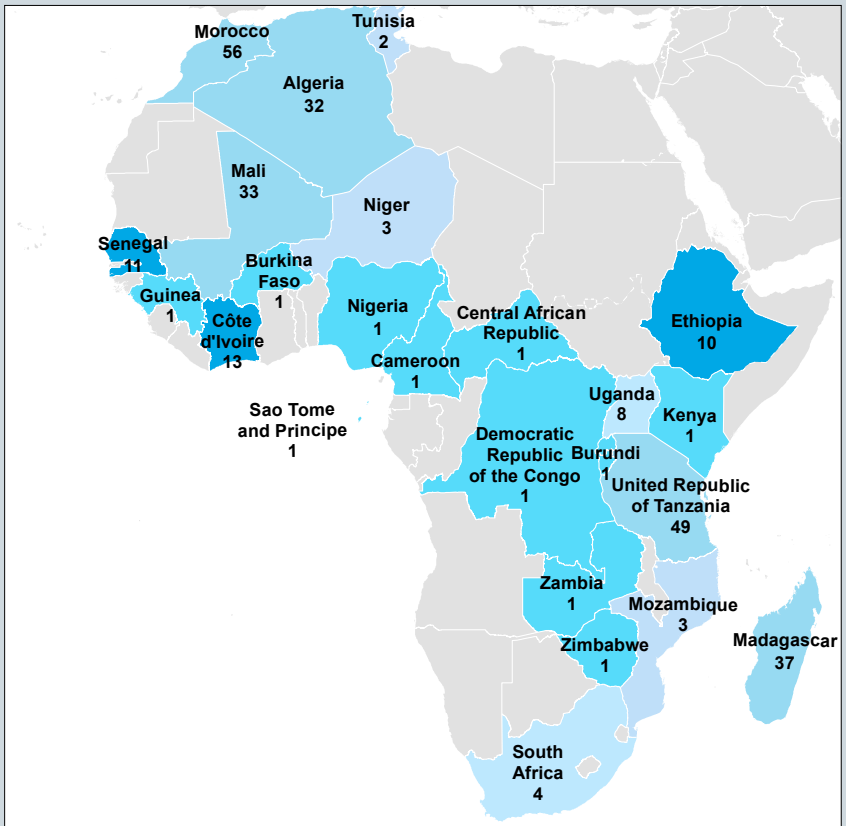 Tunisia
2
Morocco
56
Algeria
32
Mali
33
Niger
3
Senegal
11
Burkina
Faso
1
Guinea
1
Côte
d'Ivoire
13
Nigeria
1
Central African
Republic
1
Ethiopia
10
Cameroon
1
Sao Tome
and Principe
1
Uganda
8
Kenya
1
Democratic
Republic
of the Congo
1
Burundi
1
United Republic
of Tanzania
49
Zambia
1
Mozambique
3
Zimbabwe
1
Madagascar
37
South
Africa
4